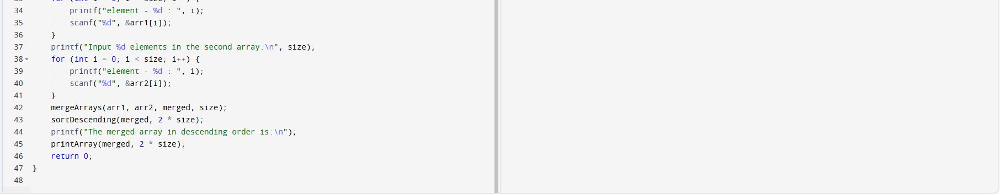 34 printf("element - %d : ", i);
35 scanf("%d", &arr1[i]);
36 }
37 printf("Input %d elements in the second array:\n", size);
38 for (int i = 0; i < size; i++) {
39 printf("element - %d : ", i);
40 scanf("%d", &arr2[i]);
41 }
42 mergeArrays(arr1, arr2, merged, size);
43 sortDescending(merged, 2 * size);
44 printf("The merged array in descending order is:\n");
45 printArray(merged, 2 * size);
46 return 0;
47 }
48